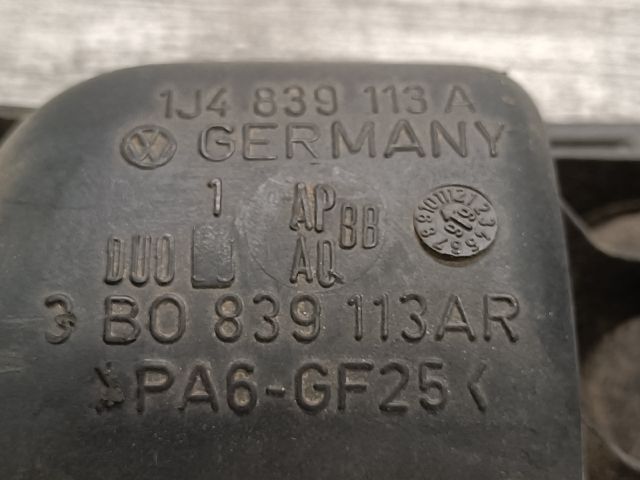 1J4 839 113 A
GERMANY
1
AP
BB
DUO
AQ
3 B0 839 113AR
>PA6-GF25<